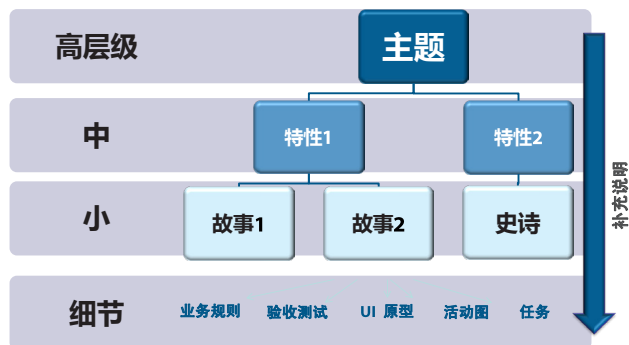 高层级
主题
中
特性1
特性2
小
故事1
故事2
史诗
补充说明
细节
业务规则
验收测试
UI 原型
活动图
任务